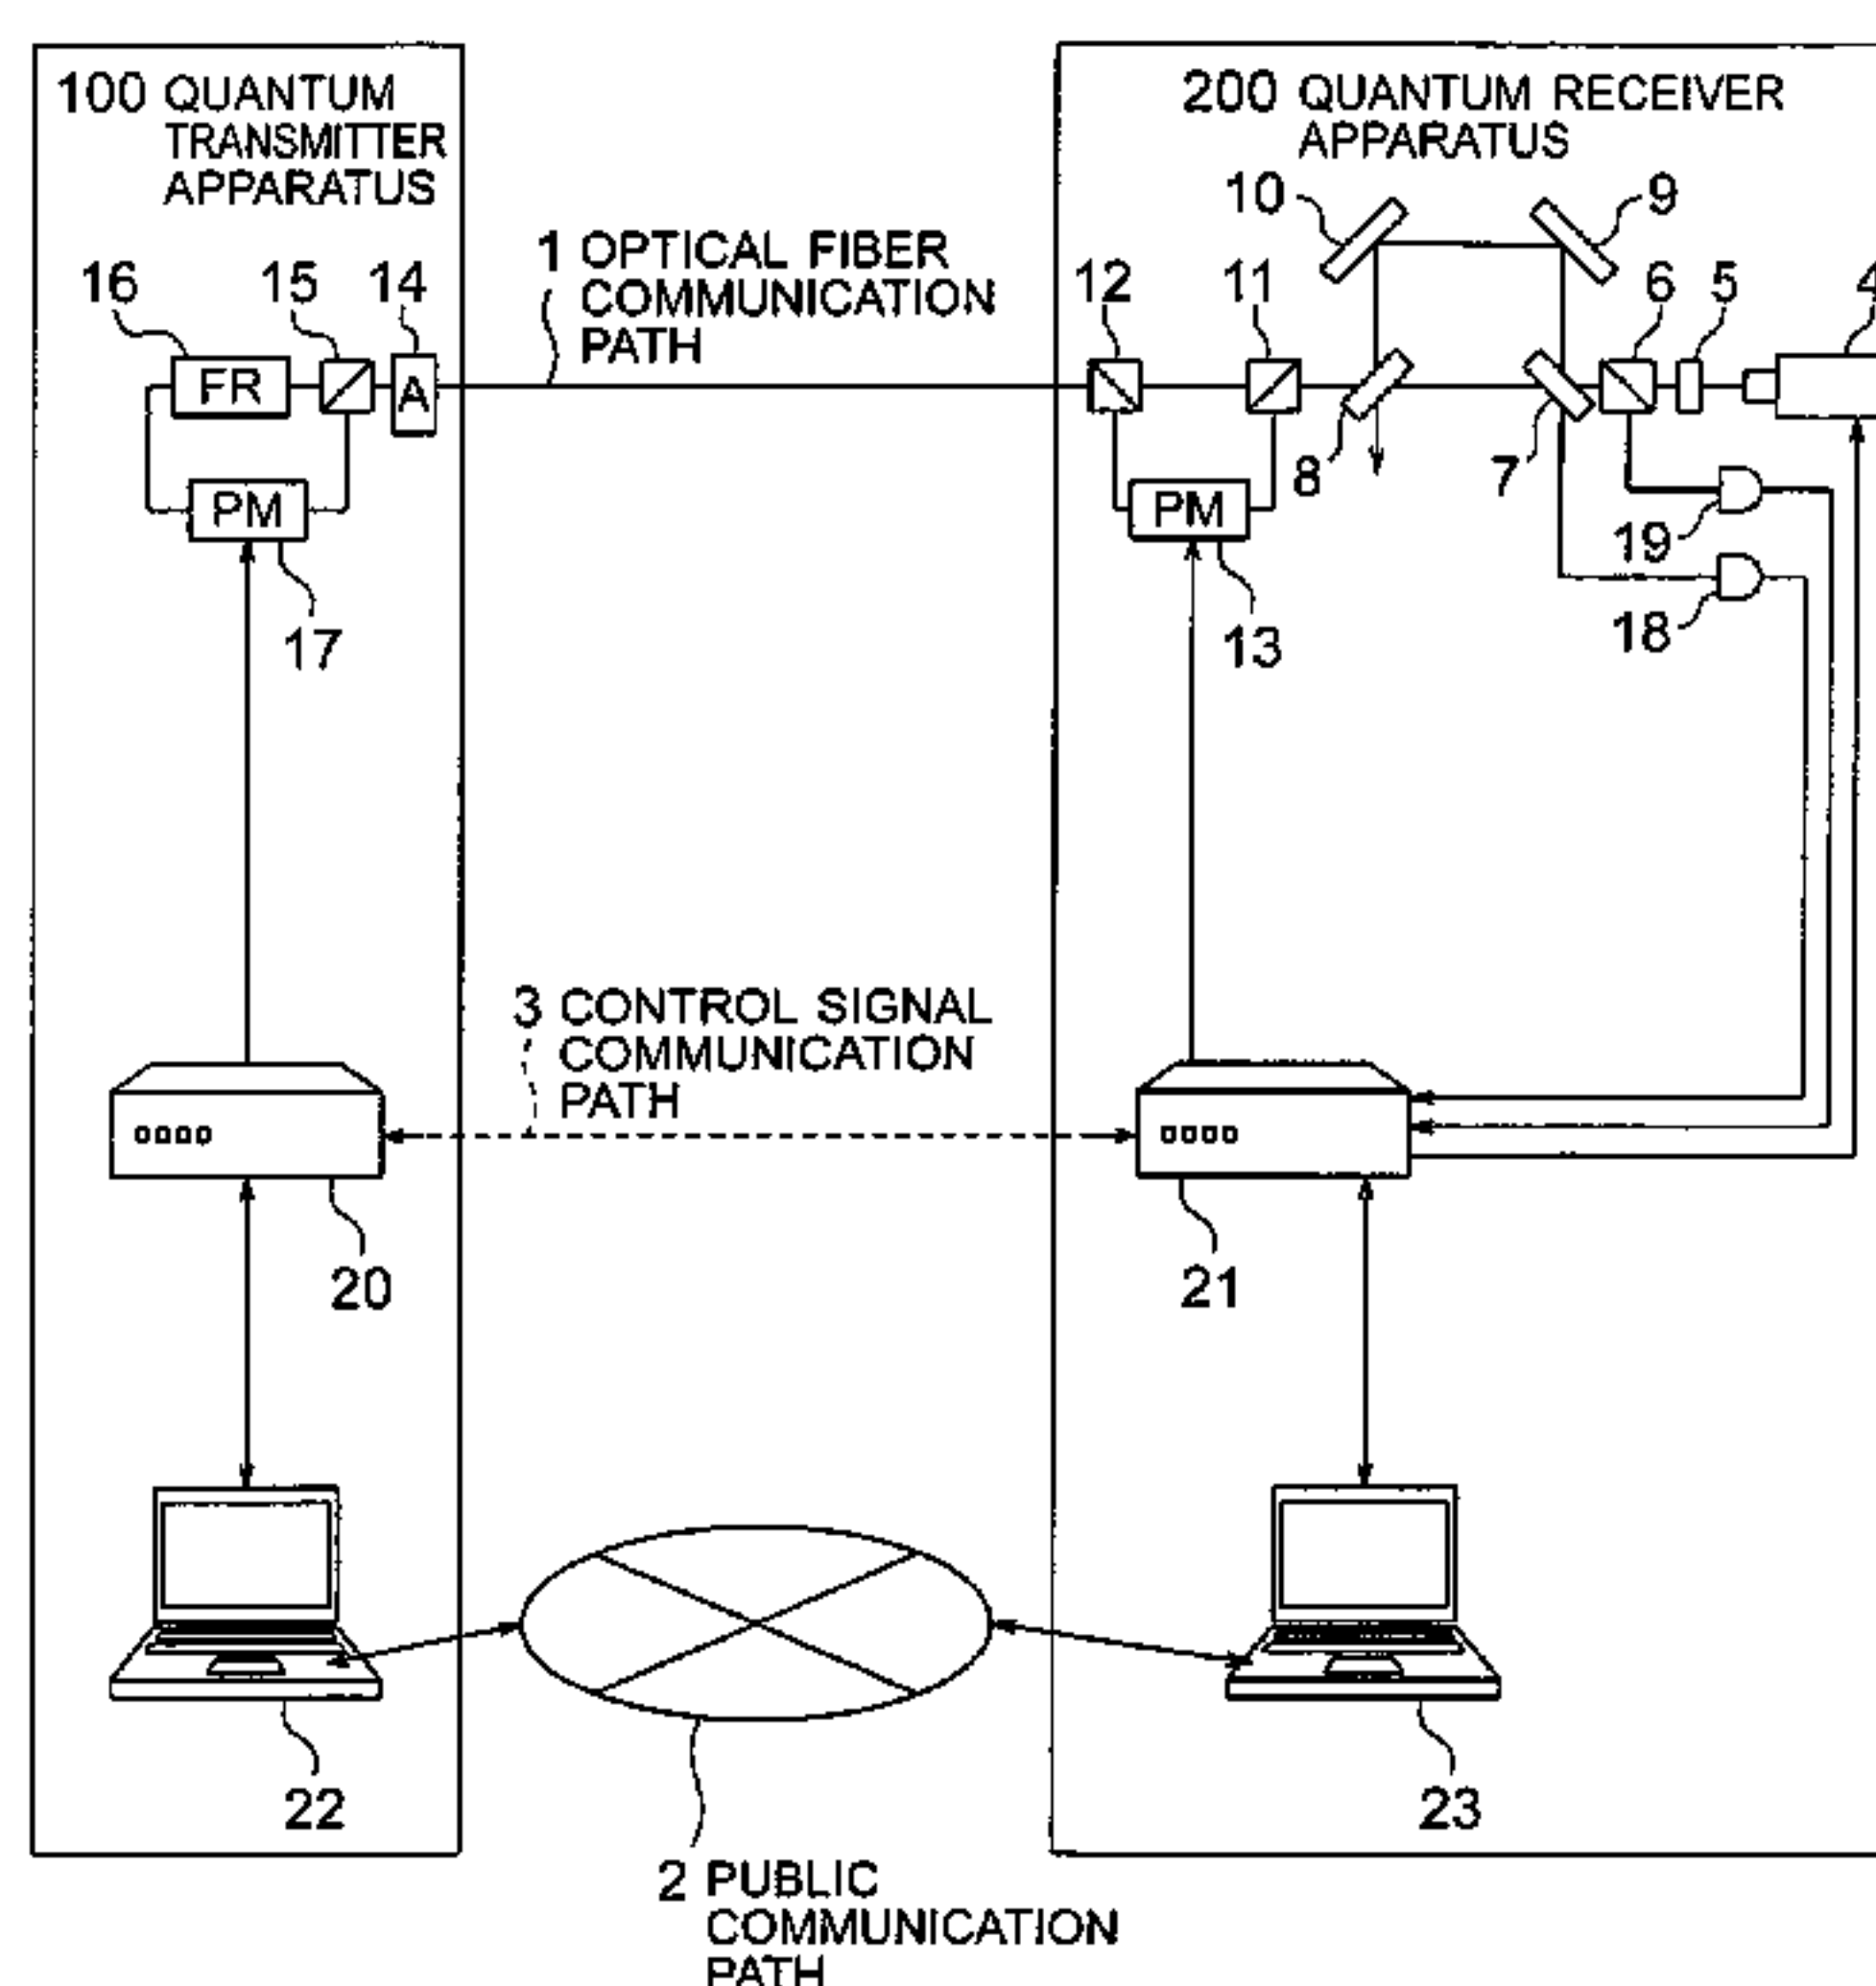 100 QUANTUM
TRANSMITTER
APPARATUS
200 QUANTUM RECEIVER
APPARATUS
10
9
1 OPTICAL FIBER
COMMUNICATION
PATH
16
15
14
12
11
6
5
4
FR
A
8
7
PM
PM
19
17
13
18
3 CONTROL SIGNAL
COMMUNICATION
PATH
20
21
22
23
2 PUBLIC
COMMUNICATION
PATH